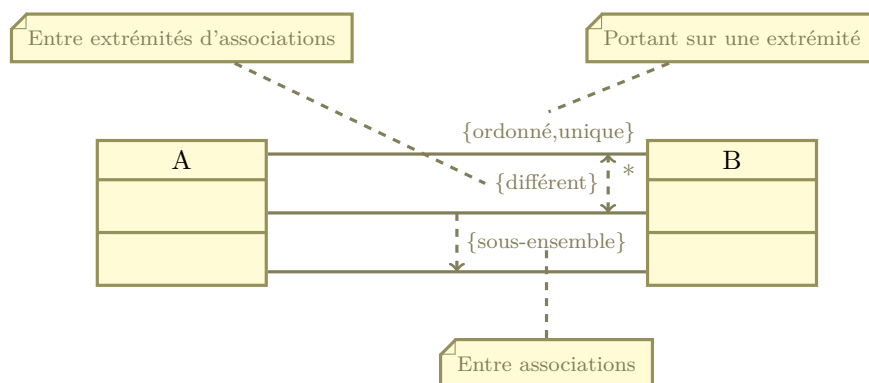 Entre extrémités d'associations
Portant sur une extrémité
{ordonné,unique}
A
B
*
{différent}
{sous-ensemble}
Entre associations